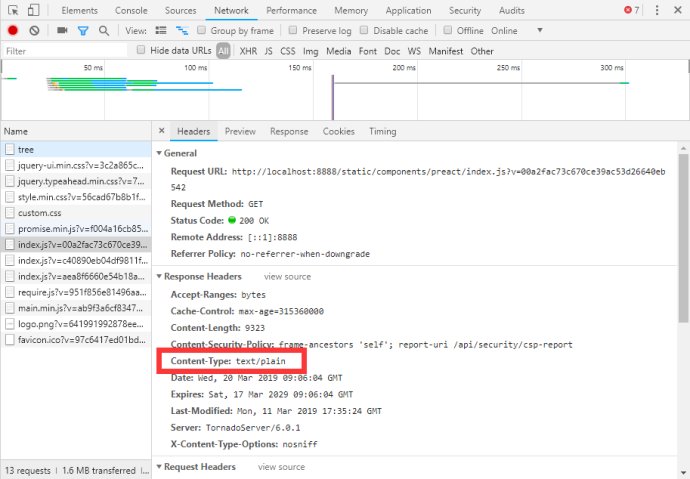 Elements Console Sources Network Performance Memory Application Security Audits 7
View: Group by frame Preserve log Disable cache Offline Online
Filter Hide data URLs All XHR JS CSS Img Media Font Doc WS Manifest Other
50 ms 100 ms 150 ms 200 ms 250 ms 300 ms
Name
tree
jquery-ui.min.css?v=3c2a865c...
jquery.typeahead.min.css?v=7...
style.min.css?v=56cad67b8b1f...
custom.css
promise.min.js?v=f004a16cb85...
index.js?v=00a2fac73c670ce39...
index.js?v=c40890eb04df9811f...
index.js?v=aea8f6660e54b18a...
require.js?v=951f856e81496aa...
main.min.js?v=ab9f3a6cf8347...
logo.png?v=641991992878ee...
favicon.ico?v=97c6417ed01bd...
13 requests | 1.6 MB transferred | ...
× Headers Preview Response Cookies Timing
▼ General
Request URL: http://localhost:8888/static/components/preact/index.js?v=00a2fac73c670ce39ac53d26640eb
542
Request Method: GET
Status Code: 200 OK
Remote Address: [::1]:8888
Referrer Policy: no-referrer-when-downgrade
▼ Response Headers view source
Accept-Ranges: bytes
Cache-Control: max-age=315360000
Content-Length: 9323
Content-Security-Policy: frame-ancestors 'self'; report-uri /api/security/csp-report
Content-Type: text/plain
Date: Wed, 20 Mar 2019 09:06:04 GMT
Expires: Sat, 17 Mar 2029 09:06:04 GMT
Last-Modified: Mon, 11 Mar 2019 17:35:24 GMT
Server: TornadoServer/6.0.1
X-Content-Type-Options: nosniff
▼ Request Headers view source